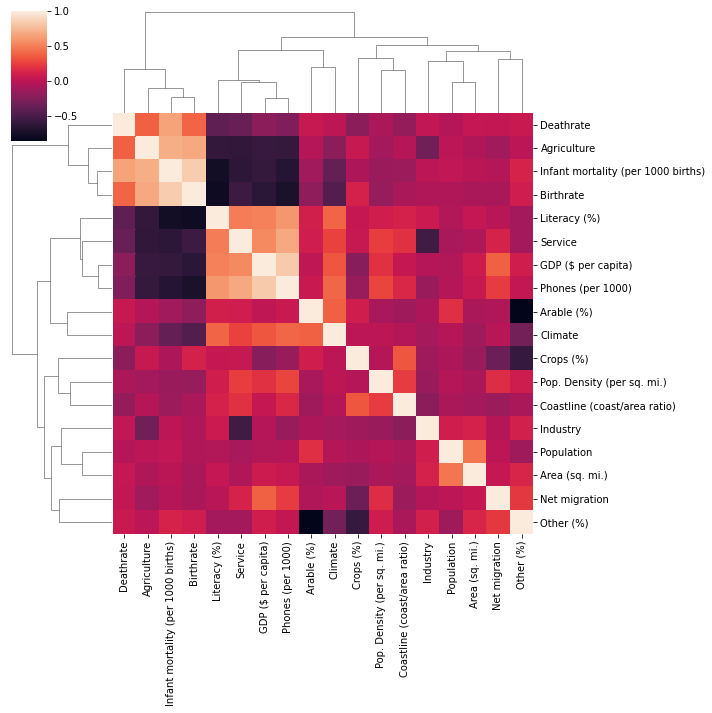 1.0
0.5
0.0
−0.5
Deathrate
Agriculture
Infant mortality (per 1000 births)
Birthrate
Literacy (%)
Service
GDP ($ per capita)
Phones (per 1000)
Arable (%)
Climate
Crops (%)
Pop. Density (per sq. mi.)
Coastline (coast/area ratio)
Industry
Population
Area (sq. mi.)
Net migration
Other (%)
Deathrate
Agriculture
Infant mortality (per 1000 births)
Birthrate
Literacy (%)
Service
GDP ($ per capita)
Phones (per 1000)
Arable (%)
Climate
Crops (%)
Pop. Density (per sq. mi.)
Coastline (coast/area ratio)
Industry
Population
Area (sq. mi.)
Net migration
Other (%)